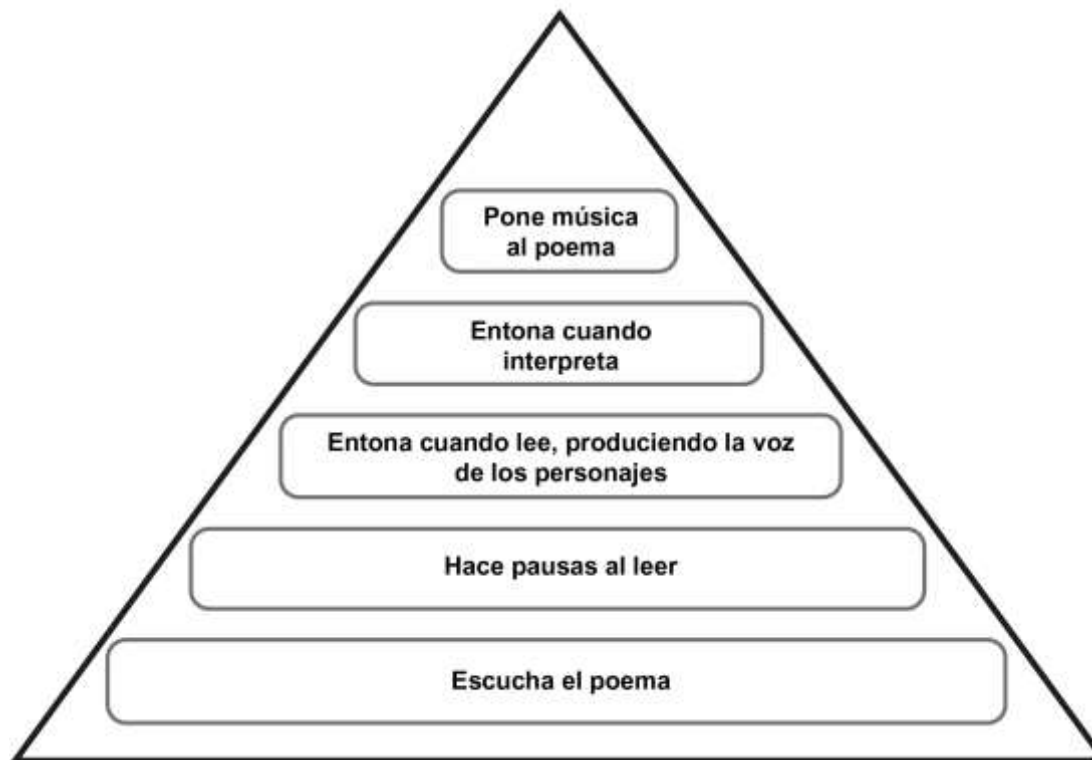 Pone música
al poema
Entona cuando
interpreta
Entona cuando lee, produciendo la voz
de los personajes
Hace pausas al leer
Escucha el poema